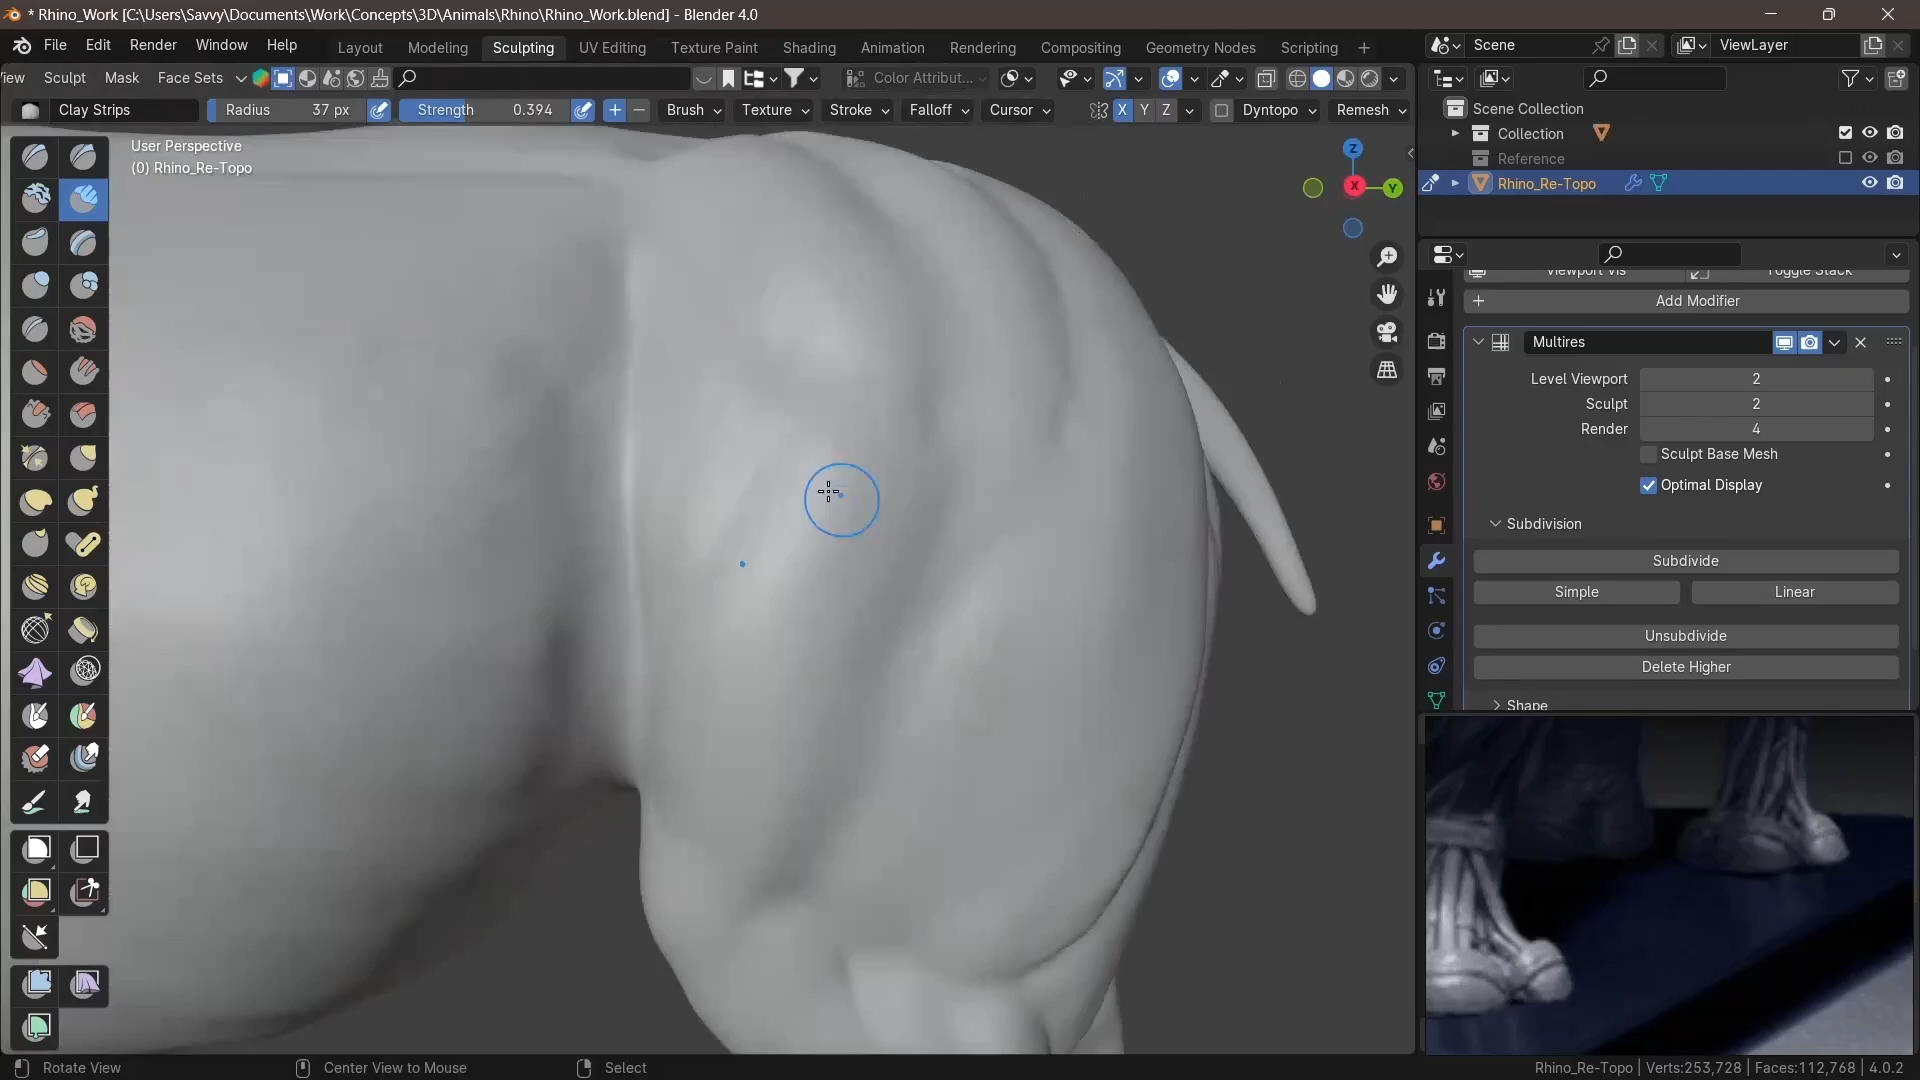 * Rhino_Work [C:\Users\Savvy\Documents\Work\Concepts\3D\Animals\Rhino\Rhino_Work.blend] - Blender 4.0
File Edit Render Window Help Layout Modeling Sculpting UV Editing Texture Paint Shading Animation Rendering Compositing Geometry Nodes Scripting + Scene ViewLayer
iew Sculpt Mask Face Sets Color Attribut...
Clay Strips Radius 37 px Strength 0.394 Brush Texture Stroke Falloff Cursor X Y Z Dyntopo Remesh
User Perspective
(0) Rhino_Re-Topo
Z
X
Y
Scene Collection
Collection
Reference
Rhino_Re-Topo
Viewport Vis Toggle Stack
Add Modifier
Multires
Level Viewport 2
Sculpt 2
Render 4
Sculpt Base Mesh
Optimal Display
Subdivision
Subdivide
Simple Linear
Unsubdivide
Delete Higher
Shape
Rotate View Center View to Mouse Select Rhino_Re-Topo | Verts:253,728 | Faces:112,768 | 4.0.2